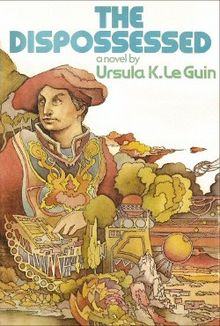 THE
DISPOSSESSED
a novel by
Ursula K. Le Guin